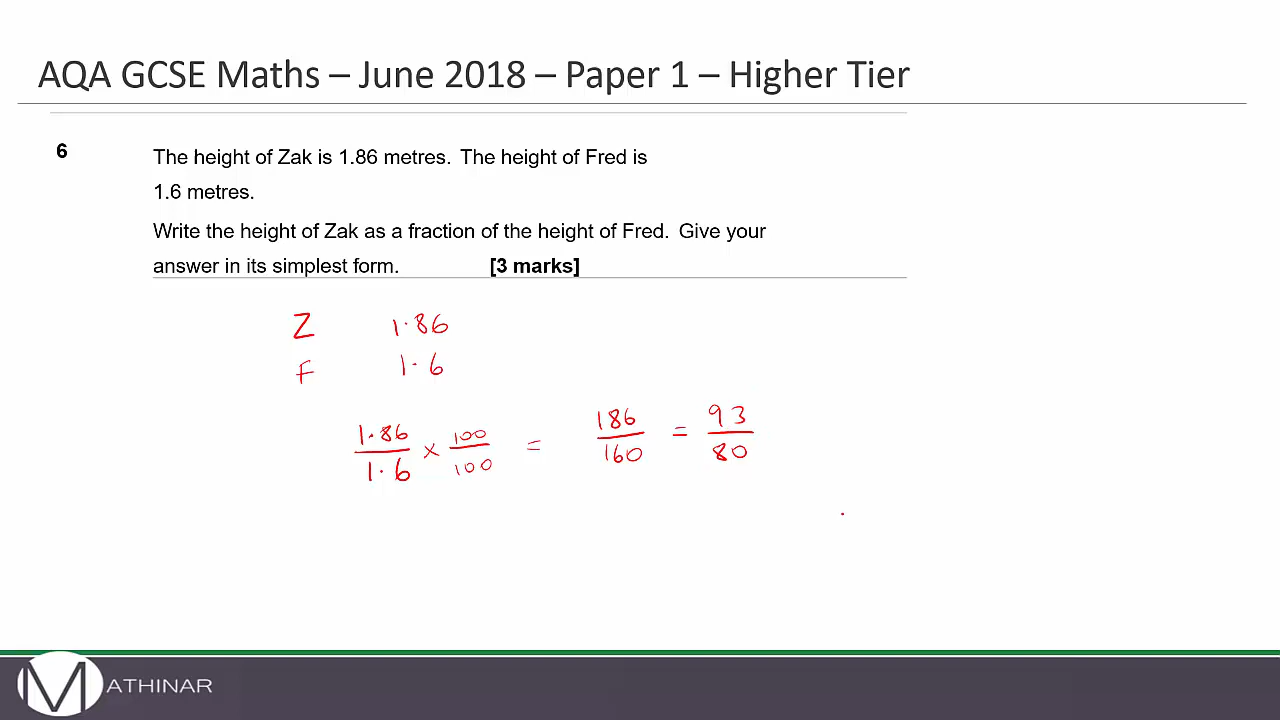 AQA GCSE Maths – June 2018 – Paper 1 – Higher Tier
6
The height of Zak is 1.86 metres. The height of Fred is
1.6 metres.
Write the height of Zak as a fraction of the height of Fred. Give your
answer in its simplest form. [3 marks]
Z 1.86
F 1.6
1.86/1.6 × 100/100 = 186/160 = 93/80
MATHINAR